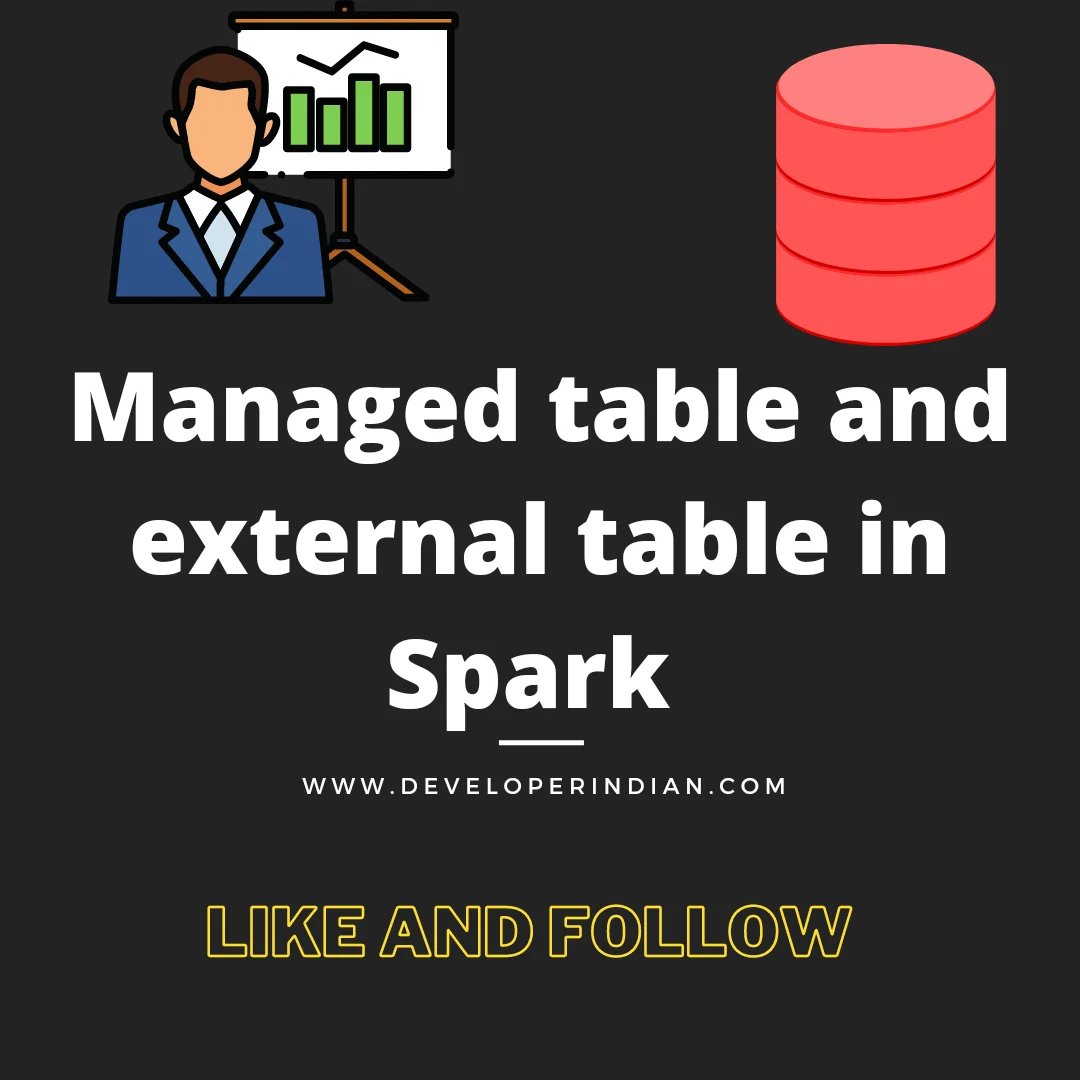 Managed table and
external table in
Spark
WWW.DEVELOPERINDIAN.COM
LIKE AND FOLLOW